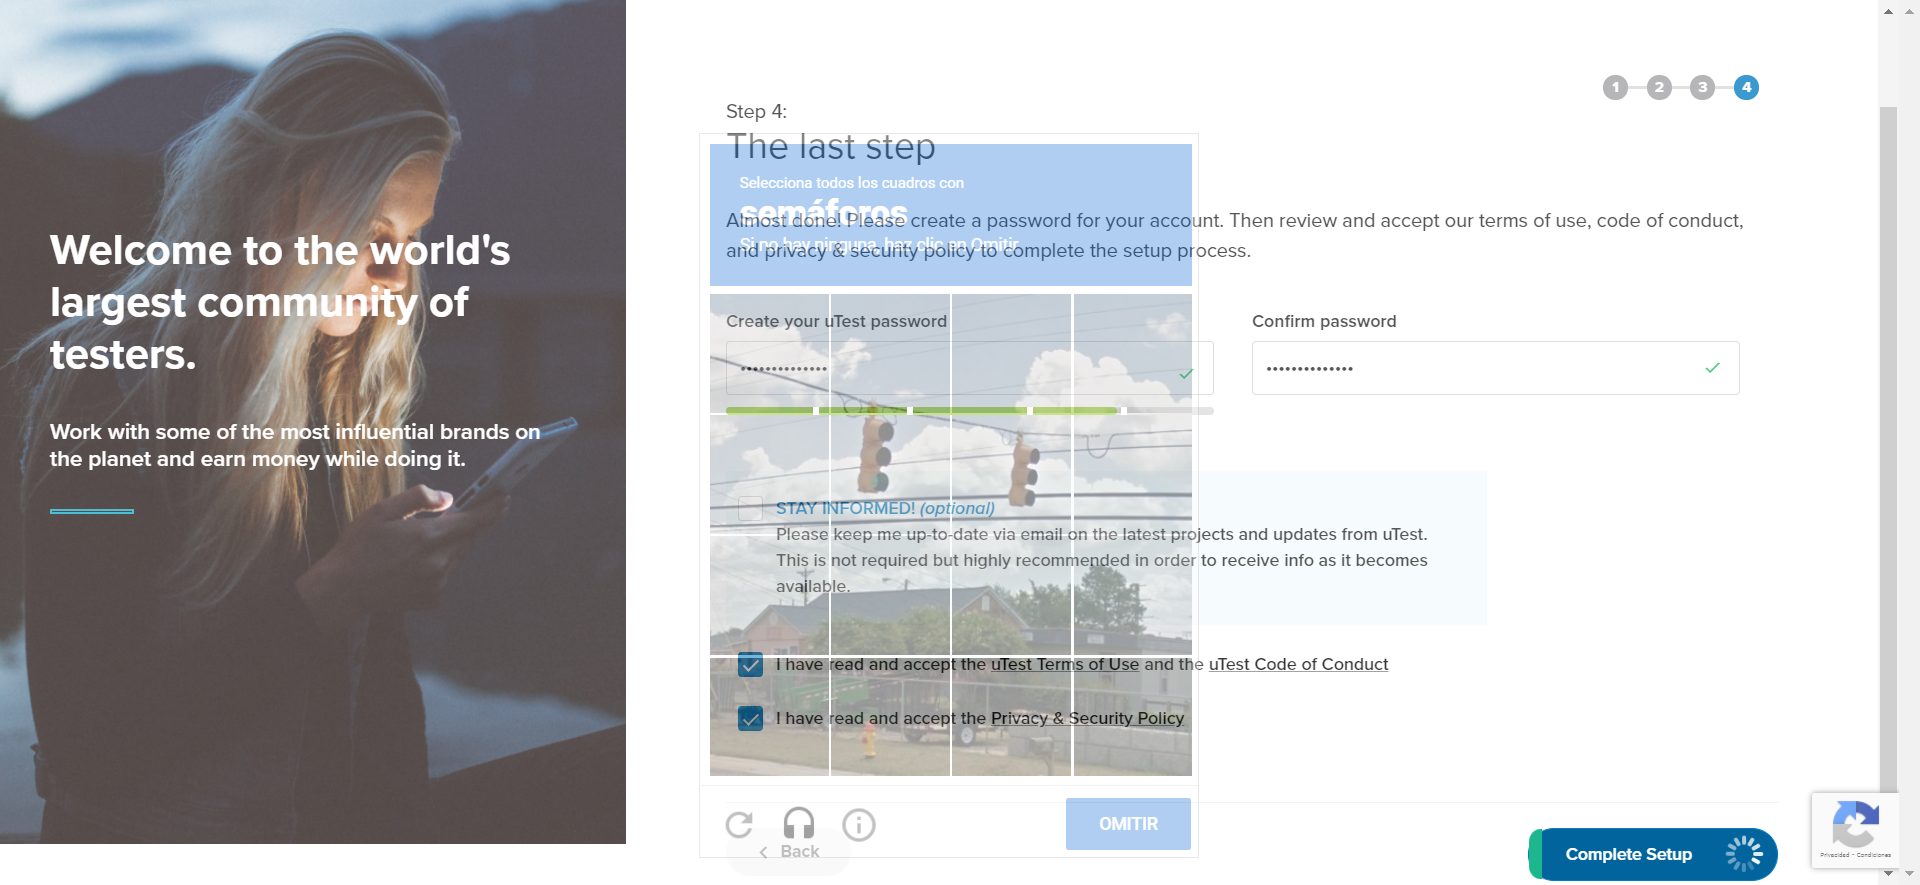 Welcome to the world's
largest community of
testers.
Work with some of the most influential brands on
the planet and earn money while doing it.
1 2 3 4
Step 4:
The last step
Selecciona todos los cuadros con
semáforos
Si no hay ninguna, haz clic en Omitir
Almost done! Please create a password for your account. Then review and accept our terms of use, code of conduct,
and privacy & security policy to complete the setup process.
Create your uTest password
Confirm password
STAY INFORMED! (optional)
Please keep me up-to-date via email on the latest projects and updates from uTest.
This is not required but highly recommended in order to receive info as it becomes
available.
I have read and accept the uTest Terms of Use and the uTest Code of Conduct
I have read and accept the Privacy & Security Policy
OMITIR
Back
Complete Setup
Privacidad - Condiciones